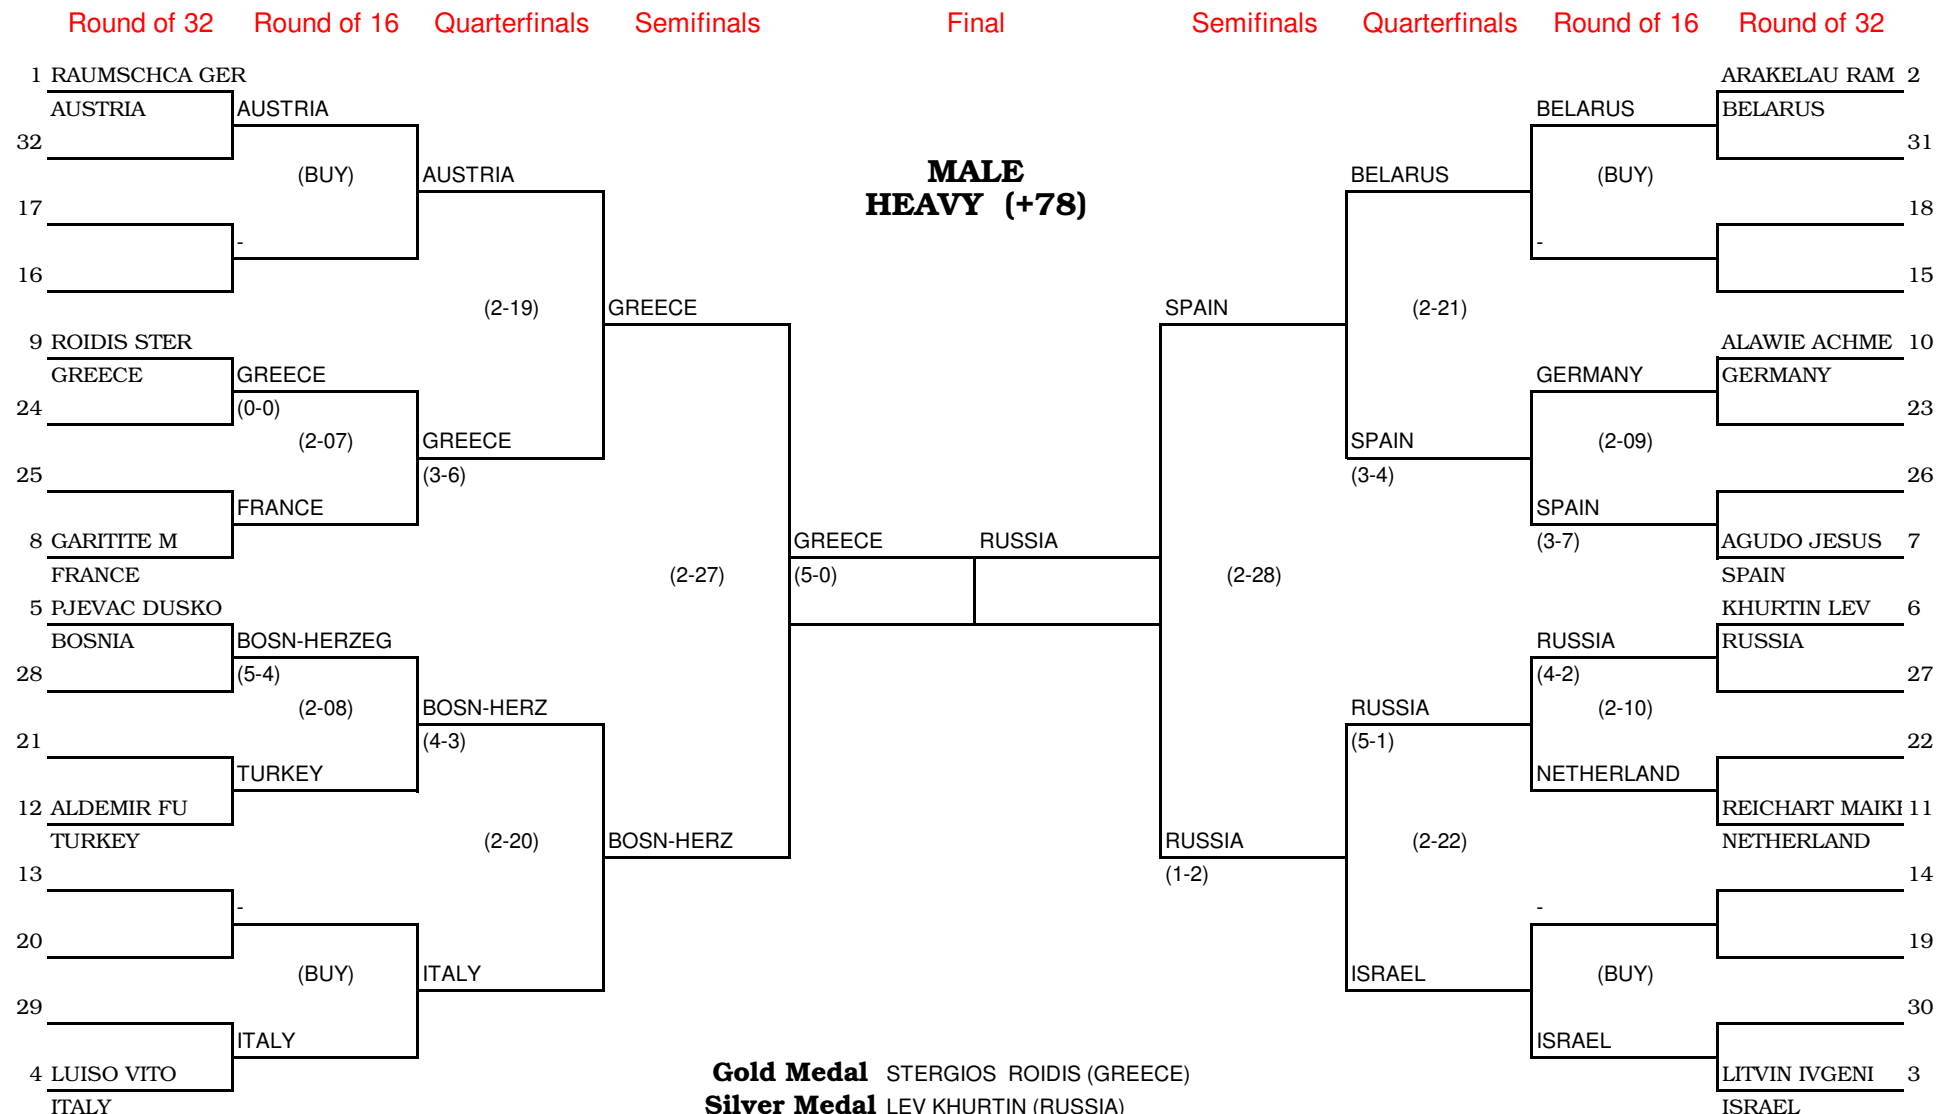 Round of 32 Round of 16 Quarterfinals Semifinals Final Semifinals Quarterfinals Round of 16 Round of 32
1 RAUMSCHCA GER ARAKELAU RAM 2
AUSTRIA AUSTRIA BELARUS BELARUS
32 31
(BUY) AUSTRIA MALE BELARUS (BUY)
17 HEAVY (+78) 18
- -
16 15
(2-19) GREECE SPAIN (2-21)
9 ROIDIS STER ALAWIE ACHME 10
GREECE GREECE GERMANY GERMANY
24 (0-0) 23
(2-07) GREECE SPAIN (2-09)
25 (3-6) (3-4) 26
FRANCE SPAIN
8 GARITITE M GREECE RUSSIA (3-7) AGUDO JESUS 7
FRANCE (2-27) (5-0) (2-28) SPAIN
5 PJEVAC DUSKO KHURTIN LEV 6
BOSNIA BOSN-HERZEG RUSSIA RUSSIA
28 (5-4) (4-2) 27
(2-08) BOSN-HERZ RUSSIA (2-10)
21 (4-3) (5-1) 22
TURKEY NETHERLAND
12 ALDEMIR FU REICHART MAIKE 11
TURKEY (2-20) BOSN-HERZ RUSSIA (2-22) NETHERLAND
13 (1-2) 14
- -
20 19
(BUY) ITALY ISRAEL (BUY)
29 30
ITALY ISRAEL
4 LUISO VITO Gold Medal STERGIOS ROIDIS (GREECE) LITVIN IVGENI 3
ITALY Silver Medal LEV KHURTIN (RUSSIA) ISRAEL